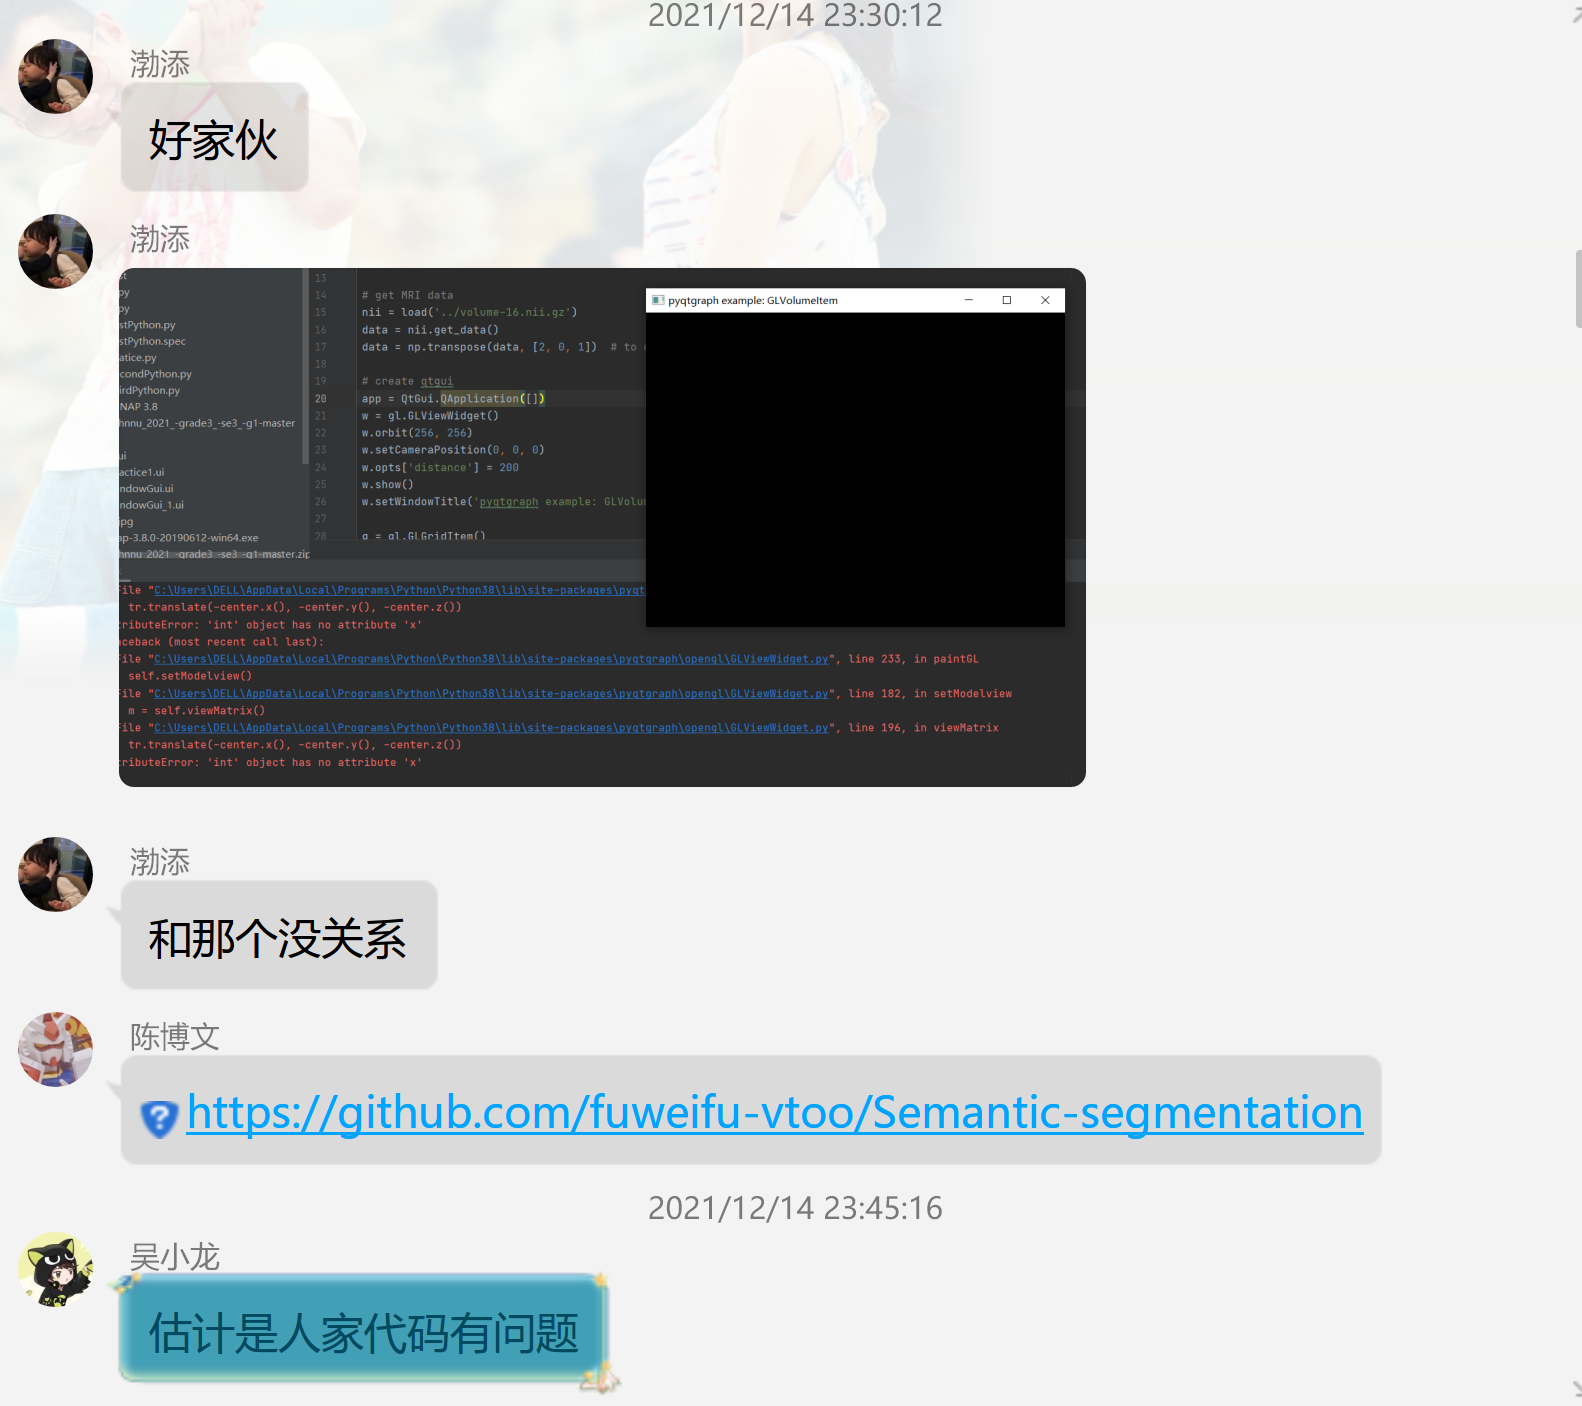 2021/12/14 23:30:12
渤添
好家伙
渤添
py
py
stPython.py
stPython.spec
atice.py
econdPython.py
irdPython.py
NAP 3.8
hnnu_2021_-grade3_-se3_-g1-master
ui
actice1.ui
ndowGui.ui
ndowGui_1.ui
jpg
ap-3.8.0-20190612-win64.exe
hnnu_2021_-grade3_-se3_-g1-master.zip
13
14 # get MRI data
15 nii = load('../volume-16.nii.gz')
16 data = nii.get_data()
17 data = np.transpose(data, [2, 0, 1]) # to
18
19 # create qtgui
20 app = QtGui.QApplication([])
21 w = gl.GLViewWidget()
22 w.orbit(256, 256)
23 w.setCameraPosition(0, 0, 0)
24 w.opts['distance'] = 200
25 w.show()
26 w.setWindowTitle('pyqtgraph example: GLVolu
27
28 g = gl.GLGridItem()
pyqtgraph example: GLVolumeItem
File "C:\Users\DELL\AppData\Local\Programs\Python\Python38\lib\site-packages\pyqt
tr.translate(-center.x(), -center.y(), -center.z())
tributeError: 'int' object has no attribute 'x'
aceback (most recent call last):
File "C:\Users\DELL\AppData\Local\Programs\Python\Python38\lib\site-packages\pyqtgraph\opengl\GLViewWidget.py", line 233, in paintGL
self.setModelview()
File "C:\Users\DELL\AppData\Local\Programs\Python\Python38\lib\site-packages\pyqtgraph\opengl\GLViewWidget.py", line 182, in setModelview
m = self.viewMatrix()
File "C:\Users\DELL\AppData\Local\Programs\Python\Python38\lib\site-packages\pyqtgraph\opengl\GLViewWidget.py", line 196, in viewMatrix
tr.translate(-center.x(), -center.y(), -center.z())
tributeError: 'int' object has no attribute 'x'
渤添
和那个没关系
陈博文
https://github.com/fuweifu-vtoo/Semantic-segmentation
2021/12/14 23:45:16
吴小龙
估计是人家代码有问题